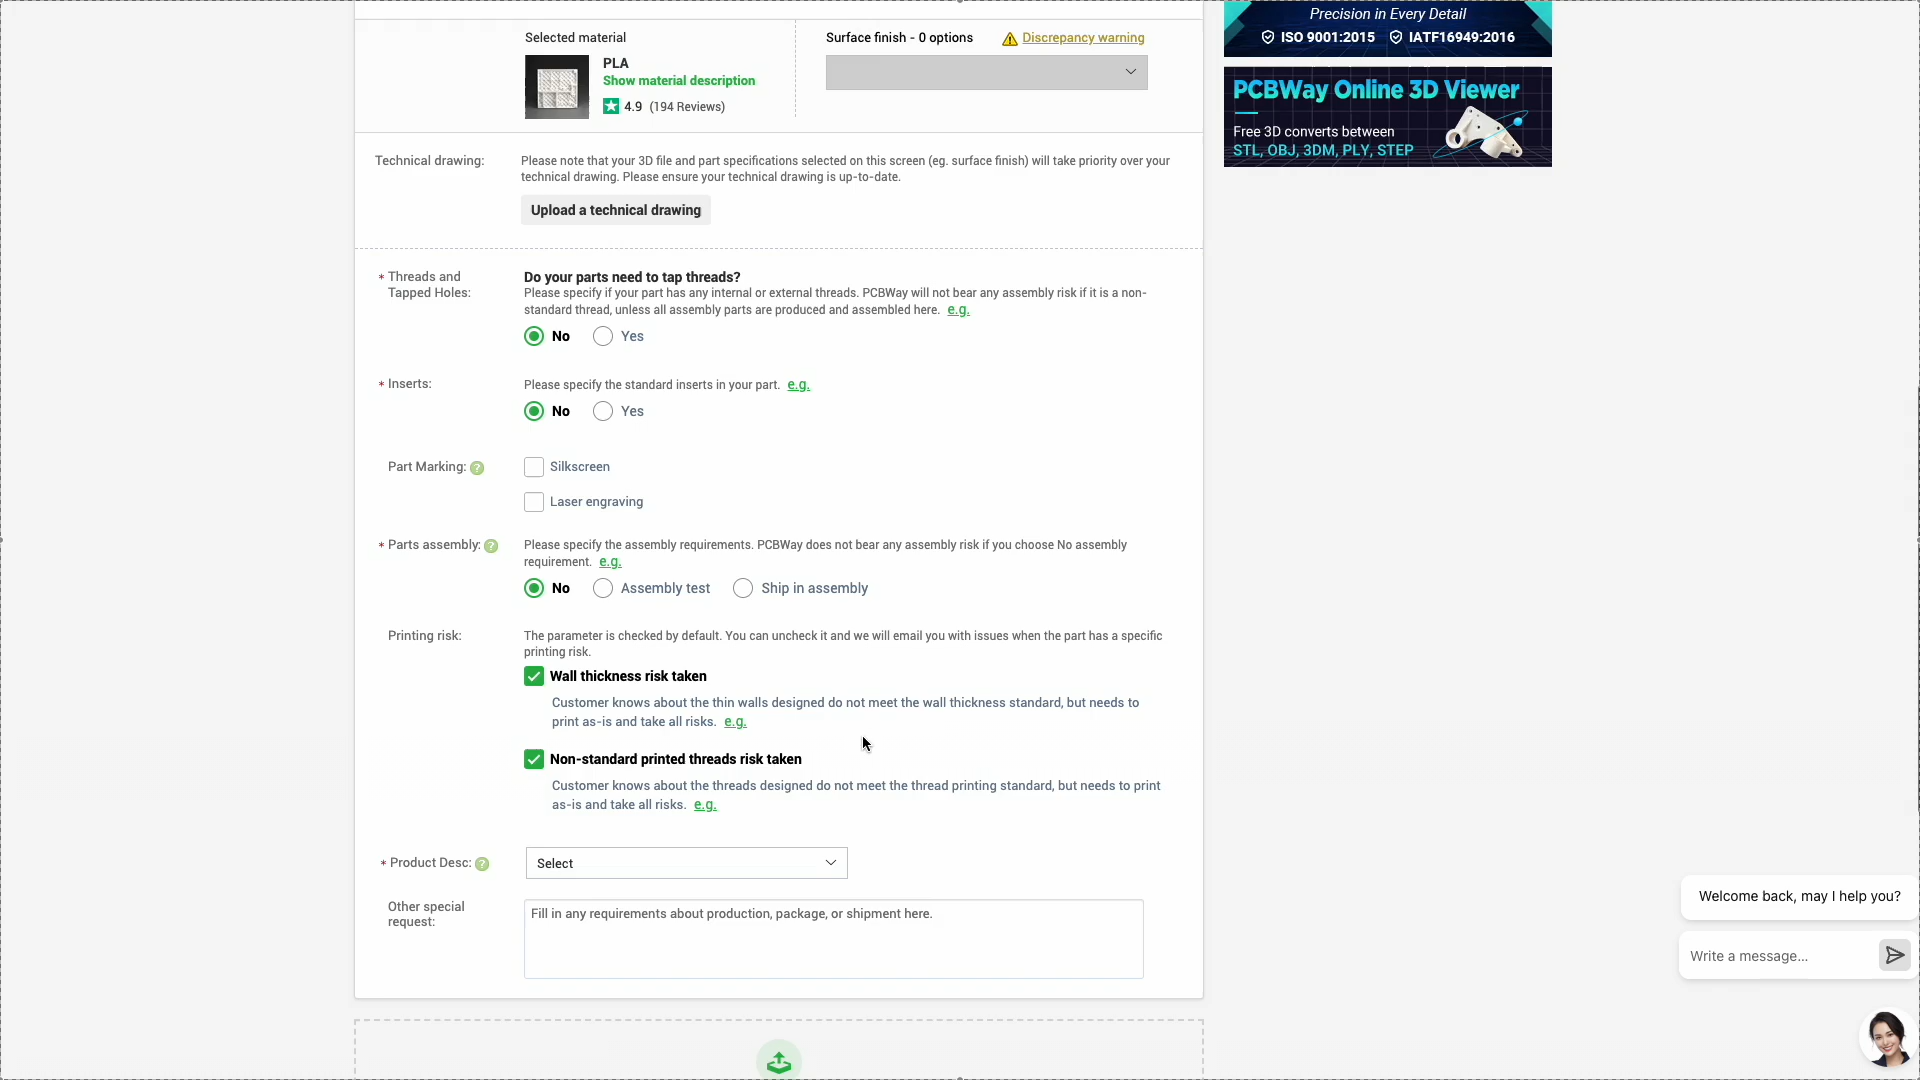 Precision in Every Detail
ISO 9001:2015 IATF16949:2016
Selected material
Surface finish - 0 options
Discrepancy warning
PLA
Show material description
4.9 (194 Reviews)
PCBWay Online 3D Viewer
Free 3D converts between
STL, OBJ, 3DM, PLY, STEP
Technical drawing:
Please note that your 3D file and part specifications selected on this screen (eg. surface finish) will take priority over your
technical drawing. Please ensure your technical drawing is up-to-date.
Upload a technical drawing
* Threads and
Tapped Holes:
Do your parts need to tap threads?
Please specify if your part has any internal or external threads. PCBWay will not bear any assembly risk if it is a non-
standard thread, unless all assembly parts are produced and assembled here. e.g.
No Yes
* Inserts:
Please specify the standard inserts in your part. e.g.
No Yes
Part Marking: ?
Silkscreen
Laser engraving
* Parts assembly: ?
Please specify the assembly requirements. PCBWay does not bear any assembly risk if you choose No assembly
requirement. e.g.
No Assembly test Ship in assembly
Printing risk:
The parameter is checked by default. You can uncheck it and we will email you with issues when the part has a specific
printing risk.
Wall thickness risk taken
Customer knows about the thin walls designed do not meet the wall thickness standard, but needs to
print as-is and take all risks. e.g.
Non-standard printed threads risk taken
Customer knows about the threads designed do not meet the thread printing standard, but needs to print
as-is and take all risks. e.g.
* Product Desc: ?
Select
Other special
request:
Fill in any requirements about production, package, or shipment here.
Welcome back, may I help you?
Write a message...